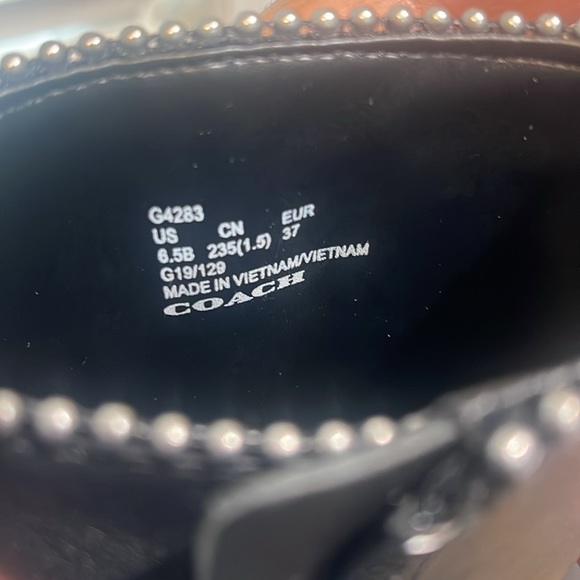 G4283
US CN EUR
6.5B 235(1.5) 37
G19/129
MADE IN VIETNAM/VIETNAM
COACH